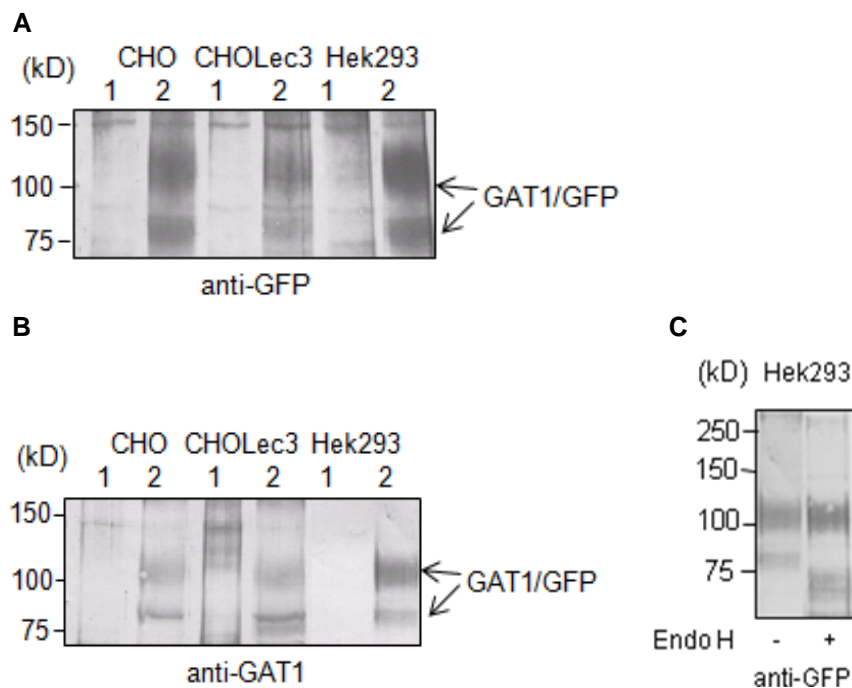 A
(kD) CHO CHOLec3 Hek293
1 2 1 2 1 2
150
100
75
GAT1/GFP
anti-GFP
B
(kD) CHO CHOLec3 Hek293
1 2 1 2 1 2
150
100
75
GAT1/GFP
anti-GAT1
C
(kD) Hek293
250
150
100
75
Endo H - +
anti-GFP